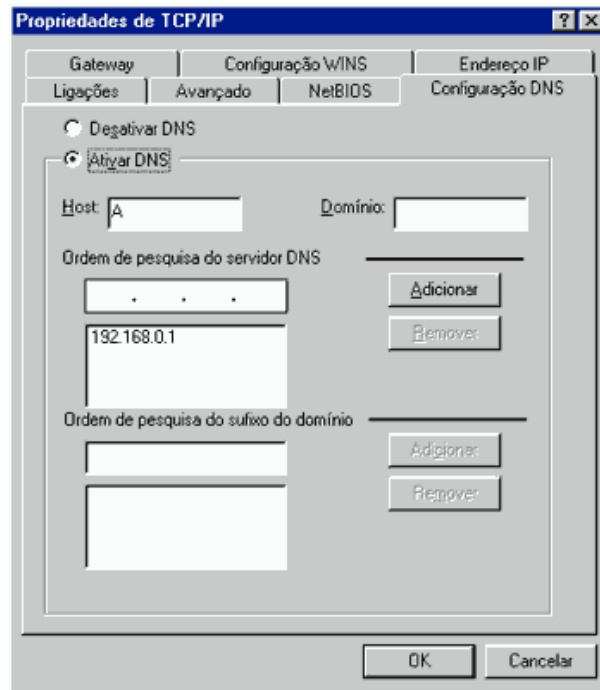 Propriedades de TCP/IP
Gateway Configuração WINS Endereço IP
Ligações Avançado NetBIOS Configuração DNS
Desativar DNS
Ativar DNS
Host: A Domínio:
Ordem de pesquisa do servidor DNS
. . . Adicionar
192.168.0.1 Remover
Ordem de pesquisa do sufixo do domínio
Adicionar
Remover
OK Cancelar